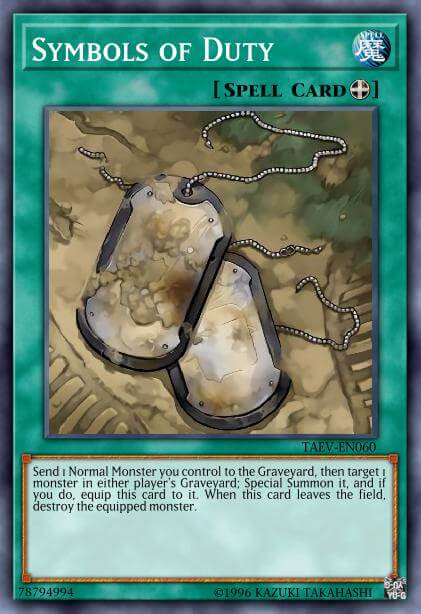 Symbols of Duty
SPELL
魔
[Spell Card]
TAEV-EN060
Send 1 Normal Monster you control to the Graveyard, then target 1
monster in either player's Graveyard; Special Summon it, and if
you do, equip this card to it. When this card leaves the field,
destroy the equipped monster.
78794994
©1996 KAZUKI TAKAHASHI